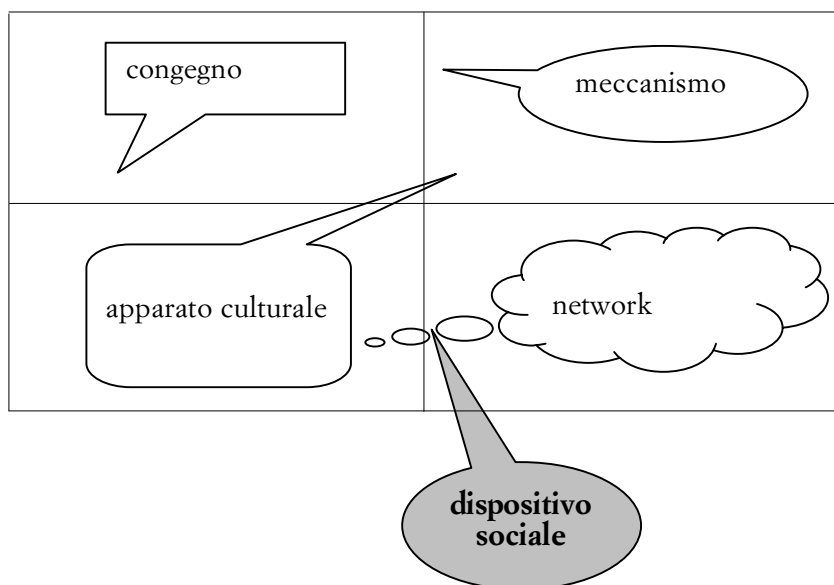 congegno
meccanismo
apparato culturale
network
dispositivo
sociale